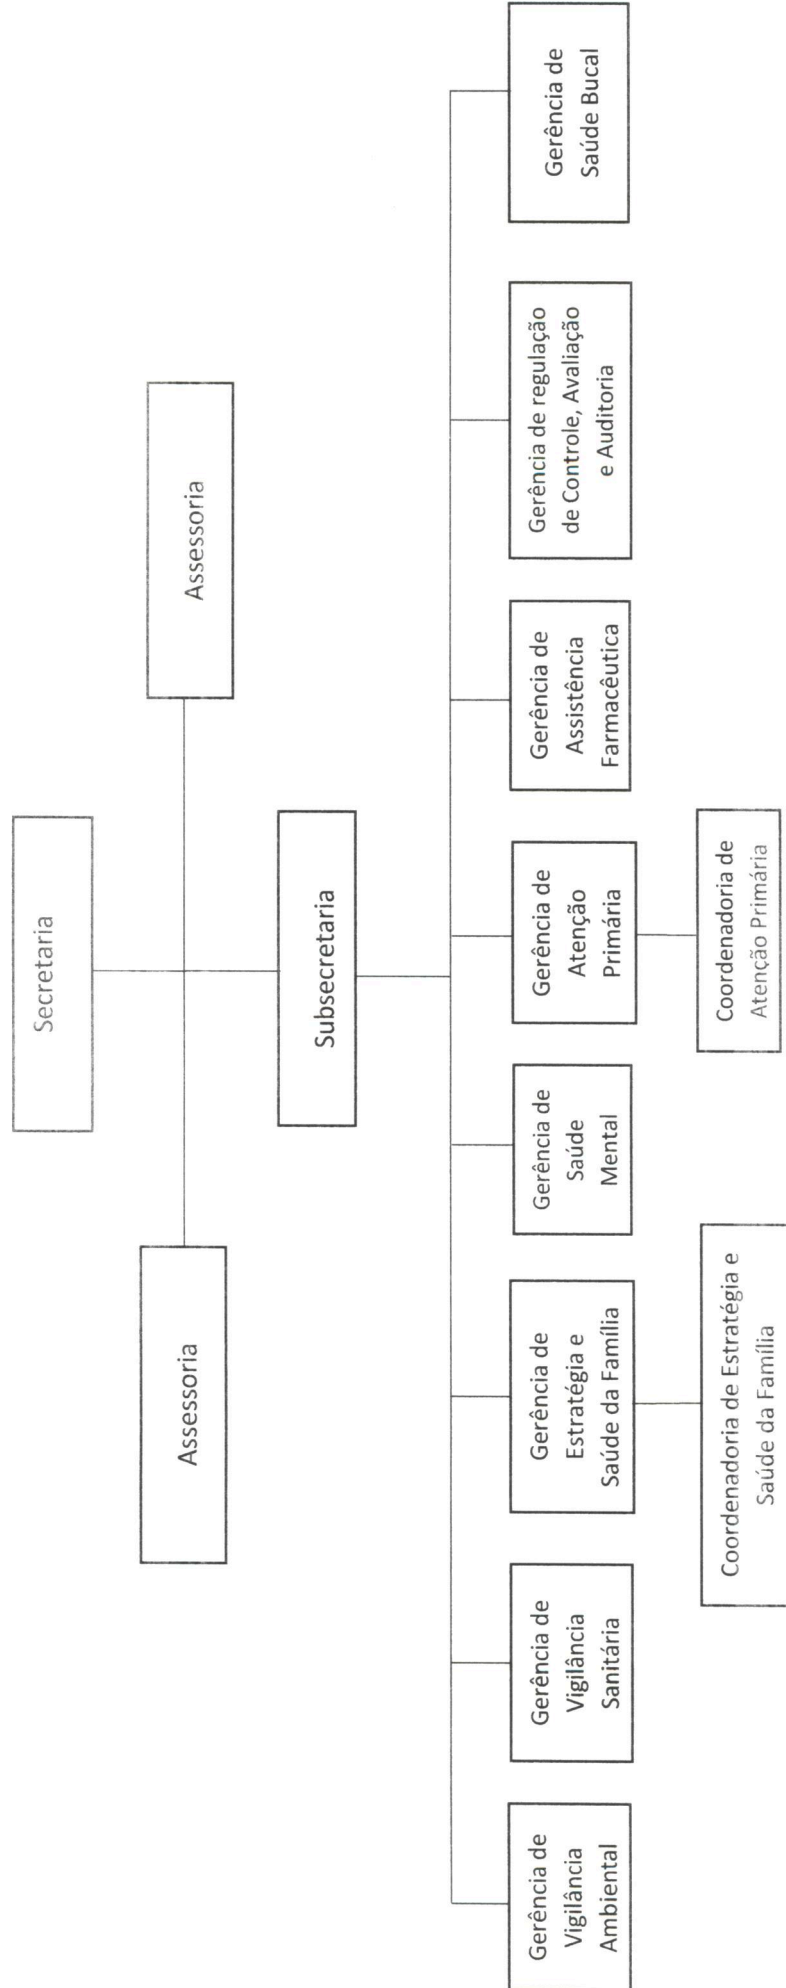 Secretaria
Assessoria
Assessoria
Subsecretaria
Gerência de
Vigilância
Ambiental
Gerência de
Vigilância
Sanitária
Gerência de
Estratégia e
Saúde da Família
Gerência de
Saúde
Mental
Gerência de
Atenção
Primária
Gerência de
Assistência
Farmacêutica
Gerência de regulação
de Controle, Avaliação
e Auditoria
Gerência de
Saúde Bucal
Coordenadoria de Estratégia e
Saúde da Família
Coordenadoria de
Atenção Primária